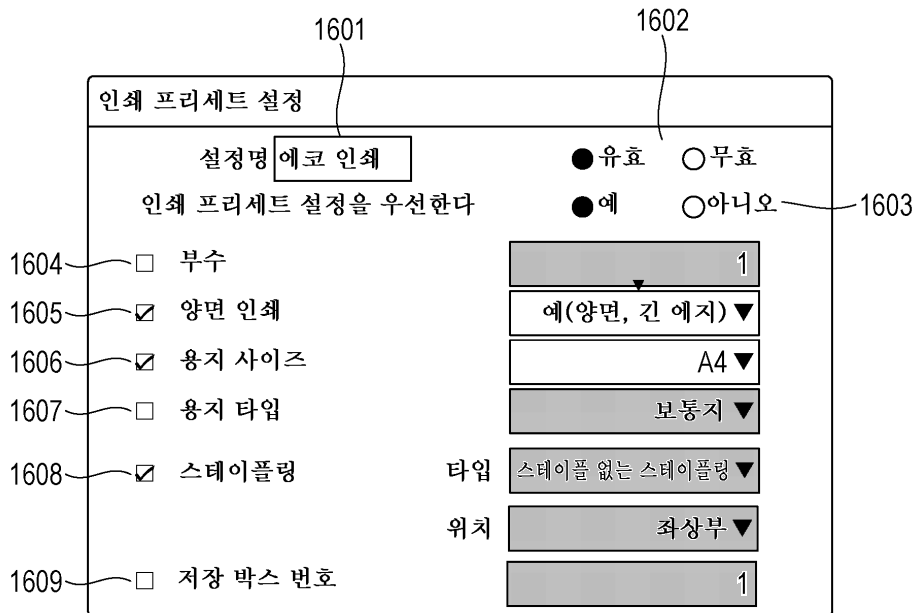 1601
1602
인쇄 프리세트 설정
설정명 에코 인쇄 ●유효 ○무효
인쇄 프리세트 설정을 우선한다 ●예 ○아니오 1603
1604 □ 부수 1
1605 ☑ 양면 인쇄 예(양면, 긴 에지) ▼
1606 ☑ 용지 사이즈 A4 ▼
1607 □ 용지 타입 보통지 ▼
1608 ☑ 스테이플링 타입 스테이플 없는 스테이플링 ▼
위치 좌상부 ▼
1609 □ 저장 박스 번호 1